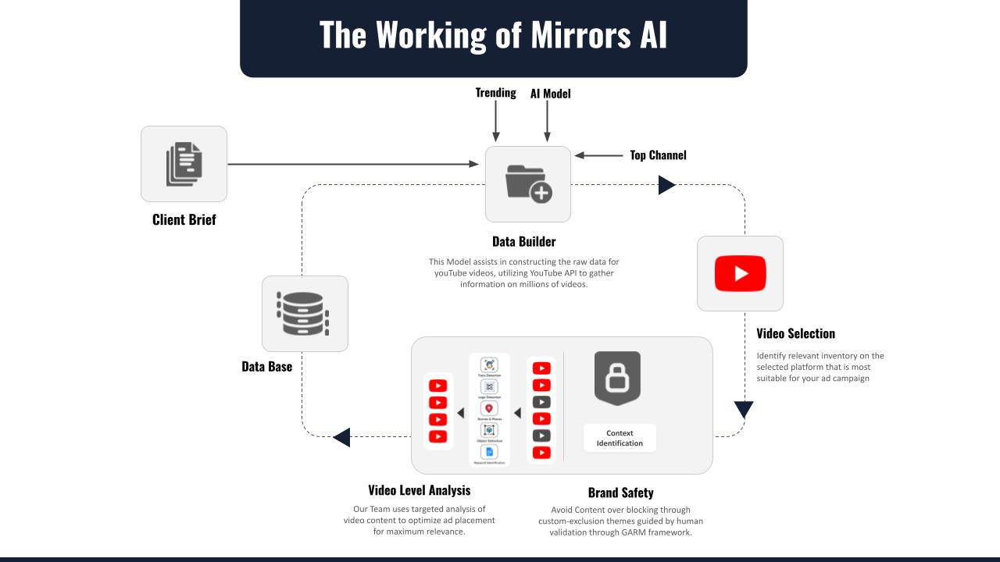 The Working of Mirrors AI
Trending
AI Model
Top Channel
Client Brief
Data Builder
This Model assists in constructing the raw data for
youTube videos, utilizing YouTube API to gather
information on millions of videos.
Data Base
Video Selection
Identify relevant inventory on the
selected platform that is most
suitable for your ad campaign
Face Detection
Logo Detection
Scenes & Places
Object Detection
Keyword Identification
Context
Identification
Video Level Analysis
Our Team uses targeted analysis of
video content to optimize ad placement
for maximum relevance.
Brand Safety
Avoid Content over blocking through
custom-exclusion themes guided by human
validation through GARM framework.